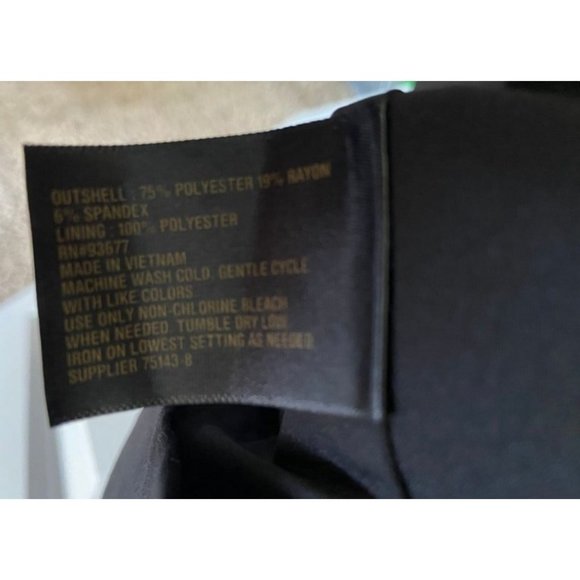 OUTSHELL : 75% POLYESTER 19% RAYON
6% SPANDEX
LINING : 100% POLYESTER
RN#93677
MADE IN VIETNAM
MACHINE WASH COLD. GENTLE CYCLE
WITH LIKE COLORS.
USE ONLY NON-CHLORINE BLEACH
WHEN NEEDED. TUMBLE DRY LOW
IRON ON LOWEST SETTING AS NEEDED
SUPPLIER 75143-8